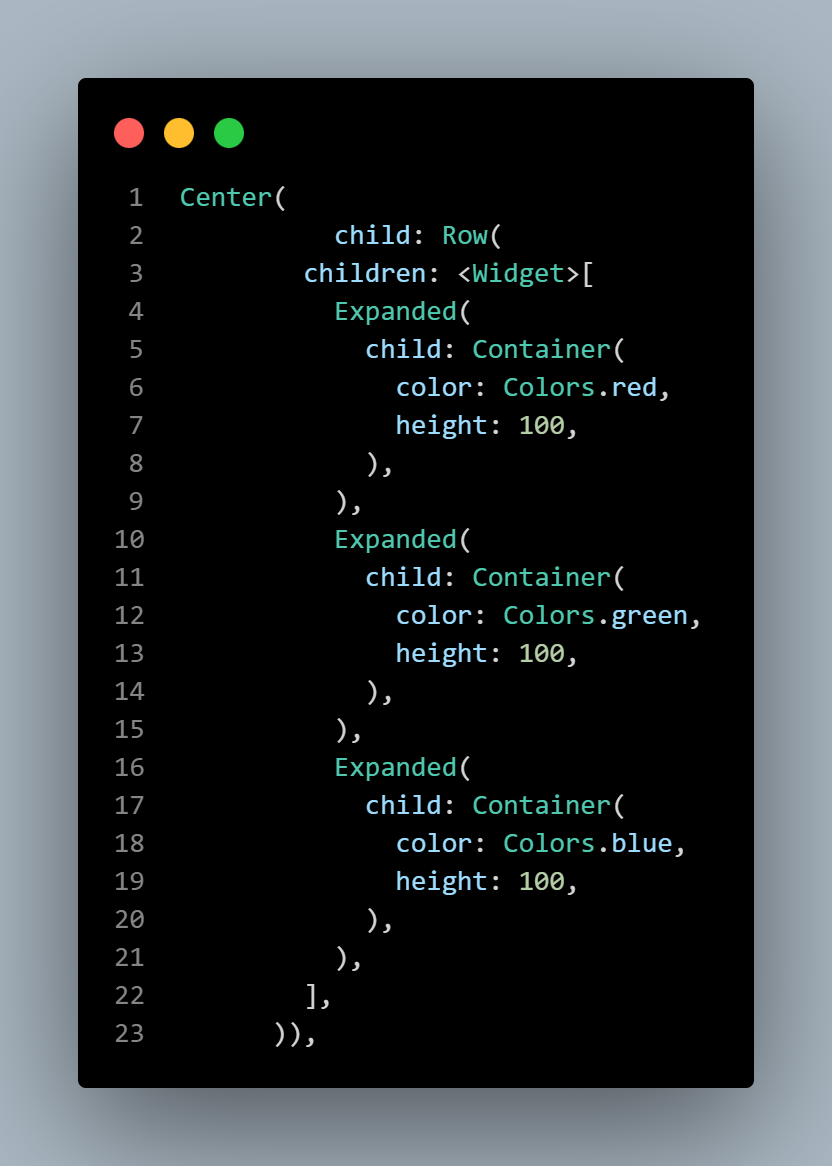 1 Center(
2           child: Row(
3         children: <Widget>[
4           Expanded(
5             child: Container(
6               color: Colors.red,
7               height: 100,
8             ),
9           ),
10           Expanded(
11             child: Container(
12               color: Colors.green,
13               height: 100,
14             ),
15           ),
16           Expanded(
17             child: Container(
18               color: Colors.blue,
19               height: 100,
20             ),
21           ),
22         ],
23       )),